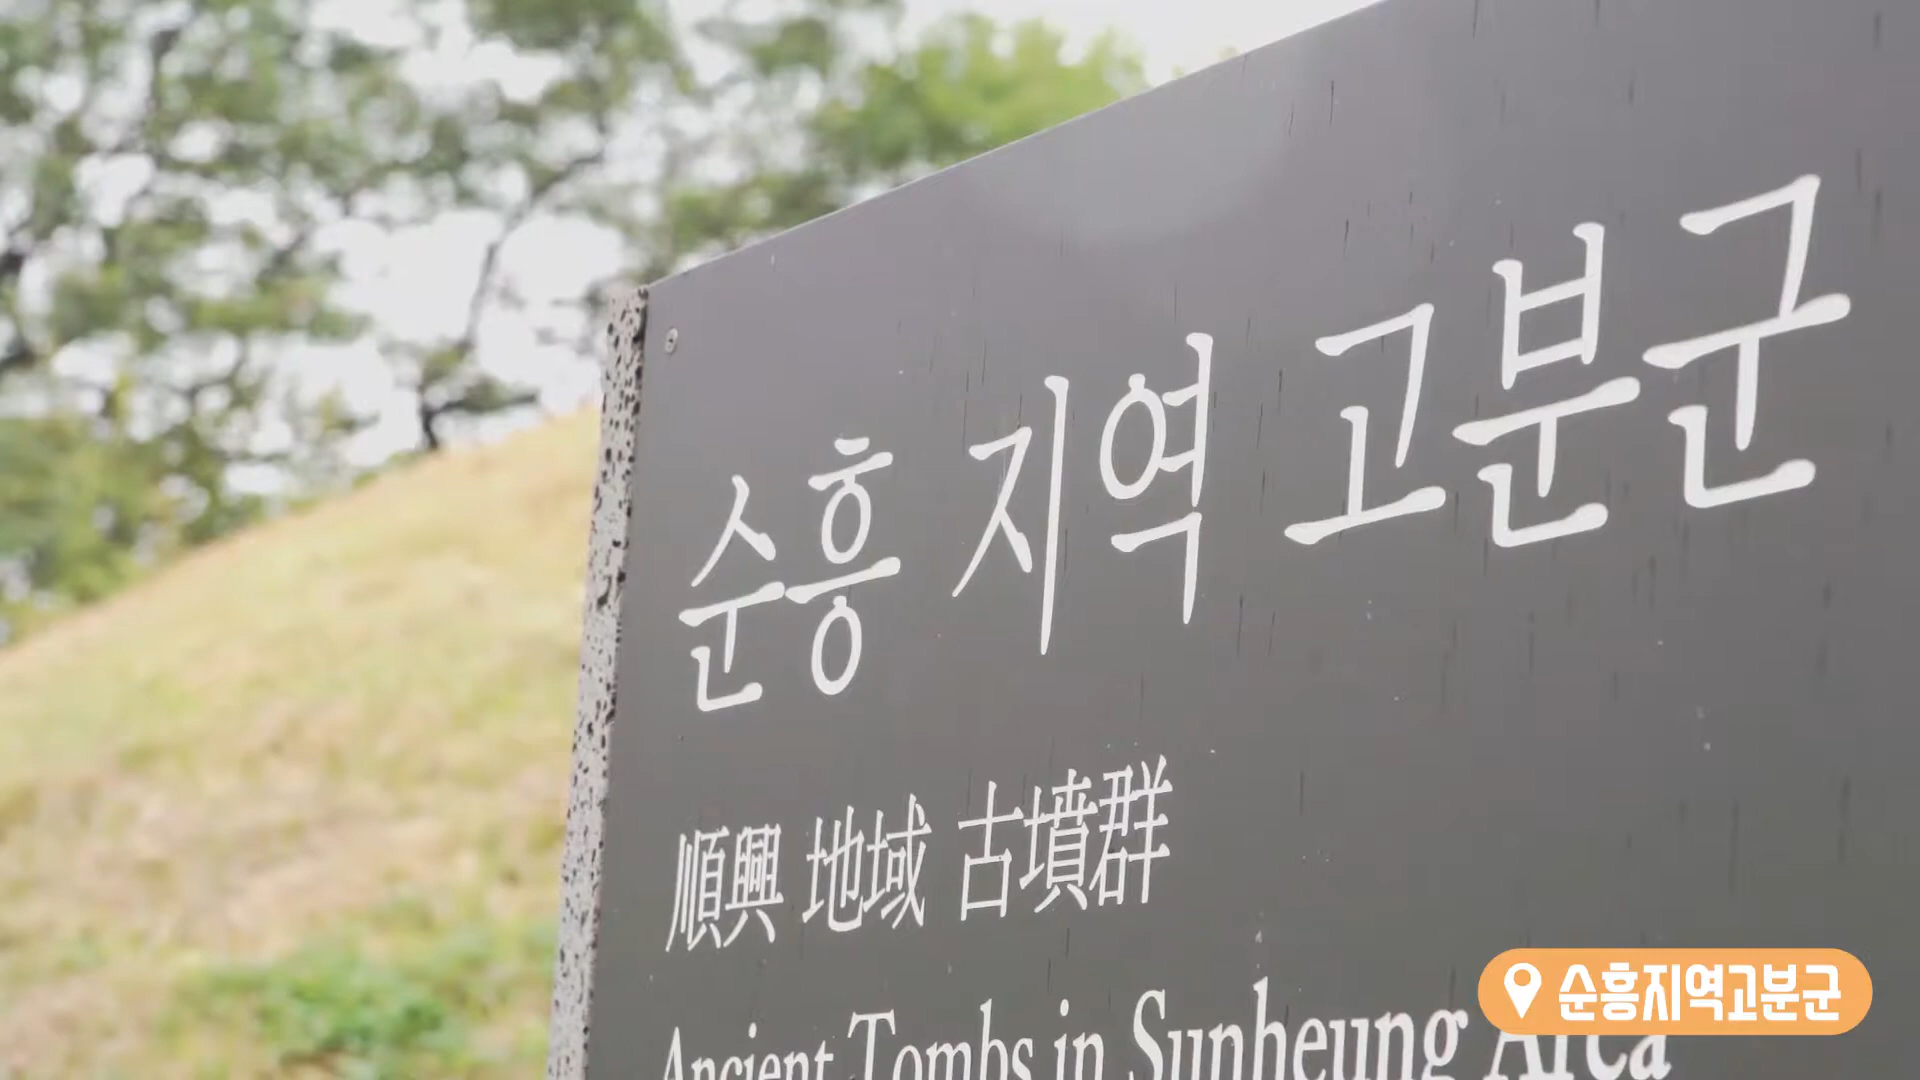 순흥 지역 고분군
順興 地域 古墳群
Ancient Tombs in Sunheung Area
순흥지역고분군